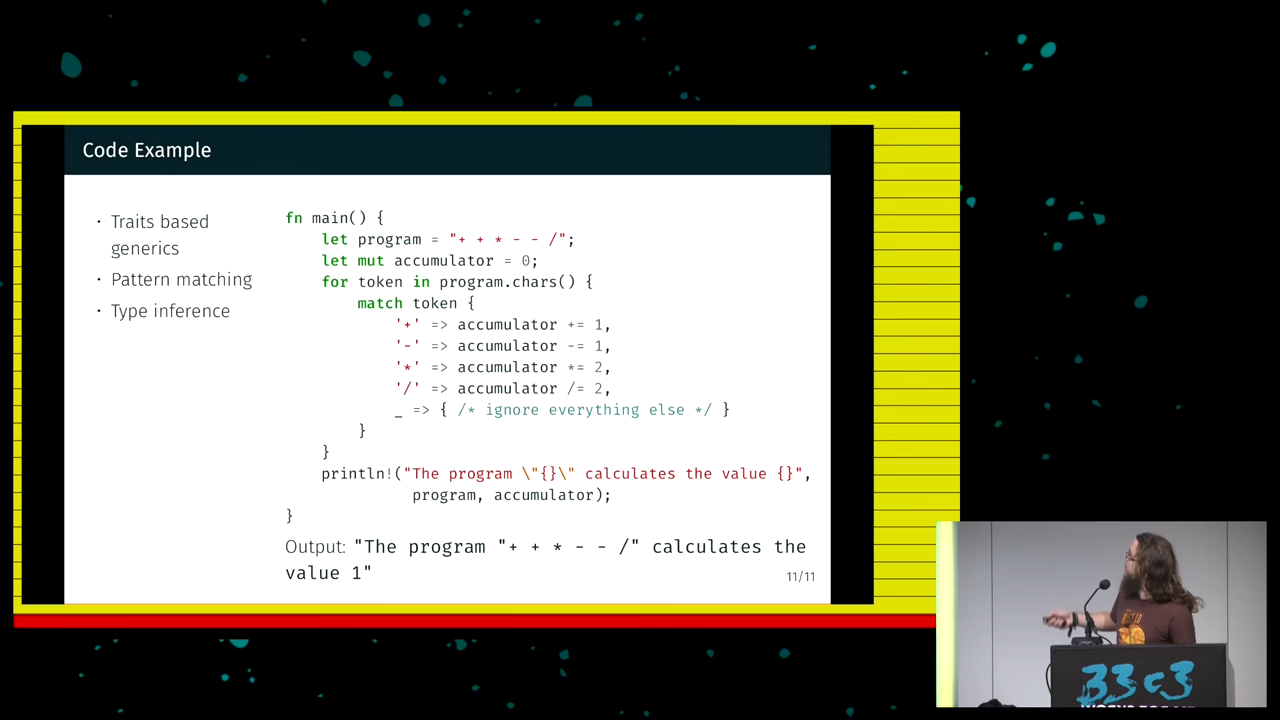 Code Example
· Traits based
generics
· Pattern matching
· Type inference
fn main() {
    let program = "+ + * - - /";
    let mut accumulator = 0;
    for token in program.chars() {
        match token {
            '+' => accumulator += 1,
            '-' => accumulator -= 1,
            '*' => accumulator *= 2,
            '/' => accumulator /= 2,
            _ => { /* ignore everything else */ }
        }
    }
    println!("The program \"{}\" calculates the value {}",
              program, accumulator);
}
Output: "The program "+ + * - - /" calculates the
value 1"
11/11
33c3